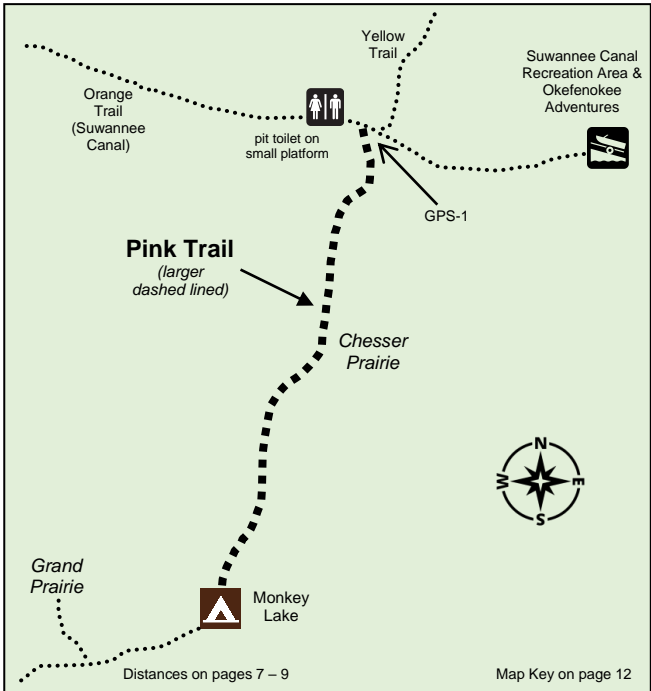 Yellow
Trail
Suwannee Canal
Recreation Area &
Okefenokee
Adventures
Orange
Trail
(Suwannee
Canal)
pit toilet on
small platform
GPS-1
Pink Trail
(larger
dashed lined)
Chesser
Prairie
N
W
E
S
Grand
Prairie
Monkey
Lake
Distances on pages 7 – 9
Map Key on page 12